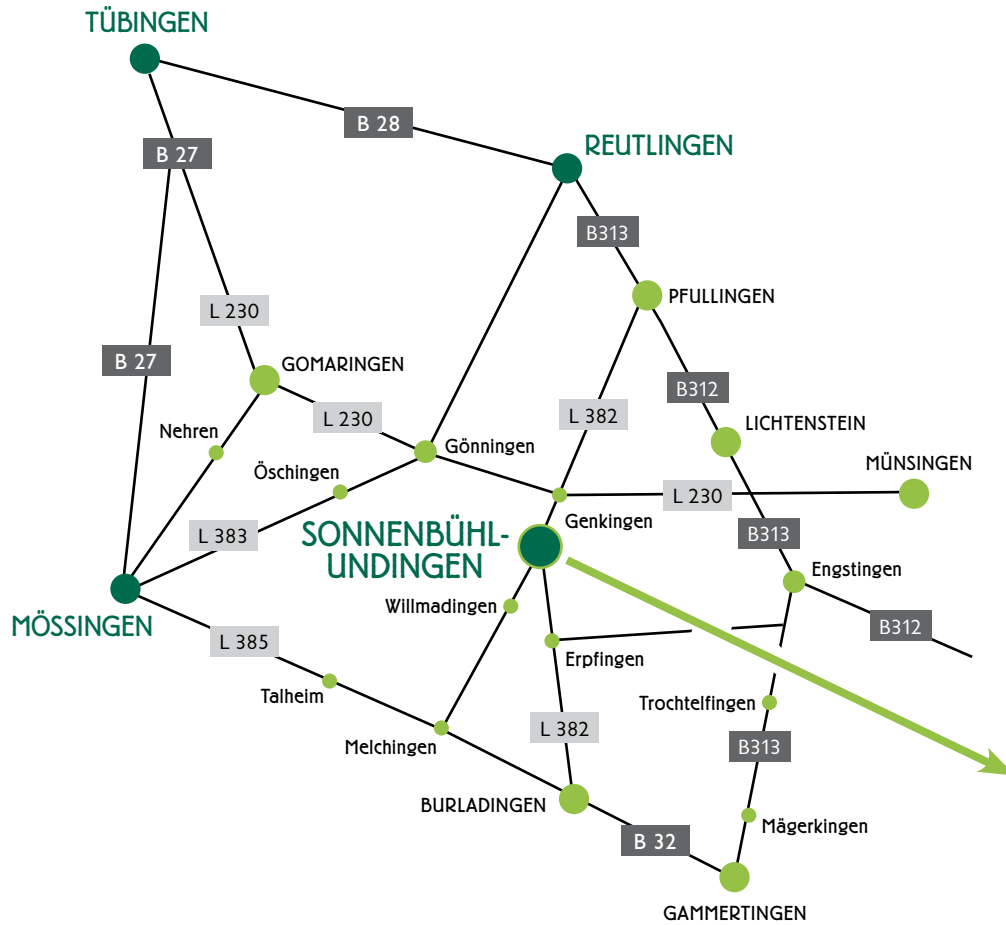 TÜBINGEN
B 28
B 27
REUTLINGEN
B313
PFULLINGEN
L 230
B 27
GOMARINGEN
B312
L 230
L 382
LICHTENSTEIN
Nehren
Gönningen
MÜNSINGEN
Öschingen
L 230
Genkingen
L 383
SONNENBÜHL-
UNDINGEN
B313
Engstingen
Willmadingen
MÖSSINGEN
B312
L 385
Erpfingen
Talheim
Trochtelfingen
L 382
Melchingen
B313
BURLADINGEN
Mägerkingen
B 32
GAMMERTINGEN